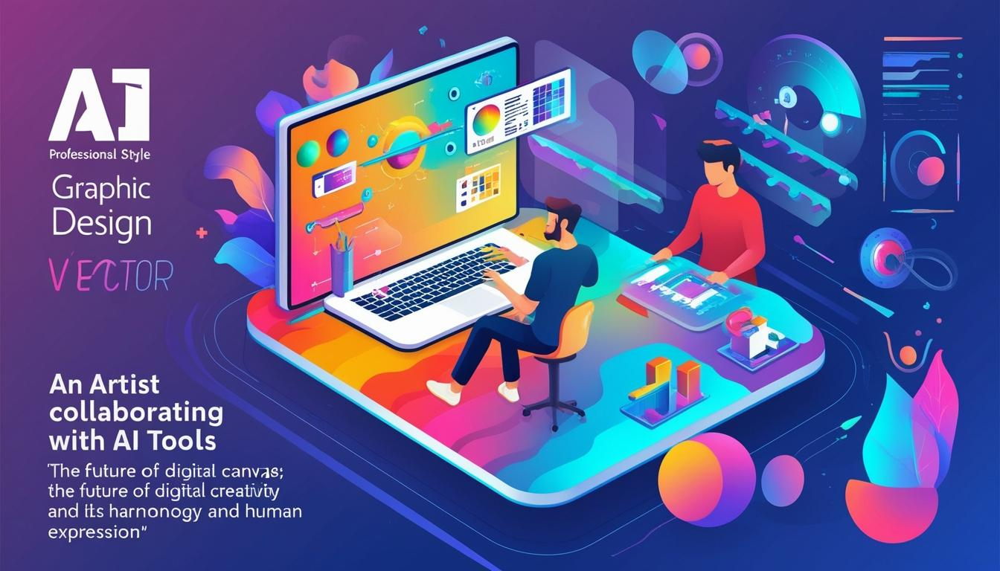 AI
Professional Style
Graphic
Design
VECTOR
An Artist
collaborating
with AI Tools
"The future of digital canvas;
the future of digital creativity
and its harnonogy and human
expression"